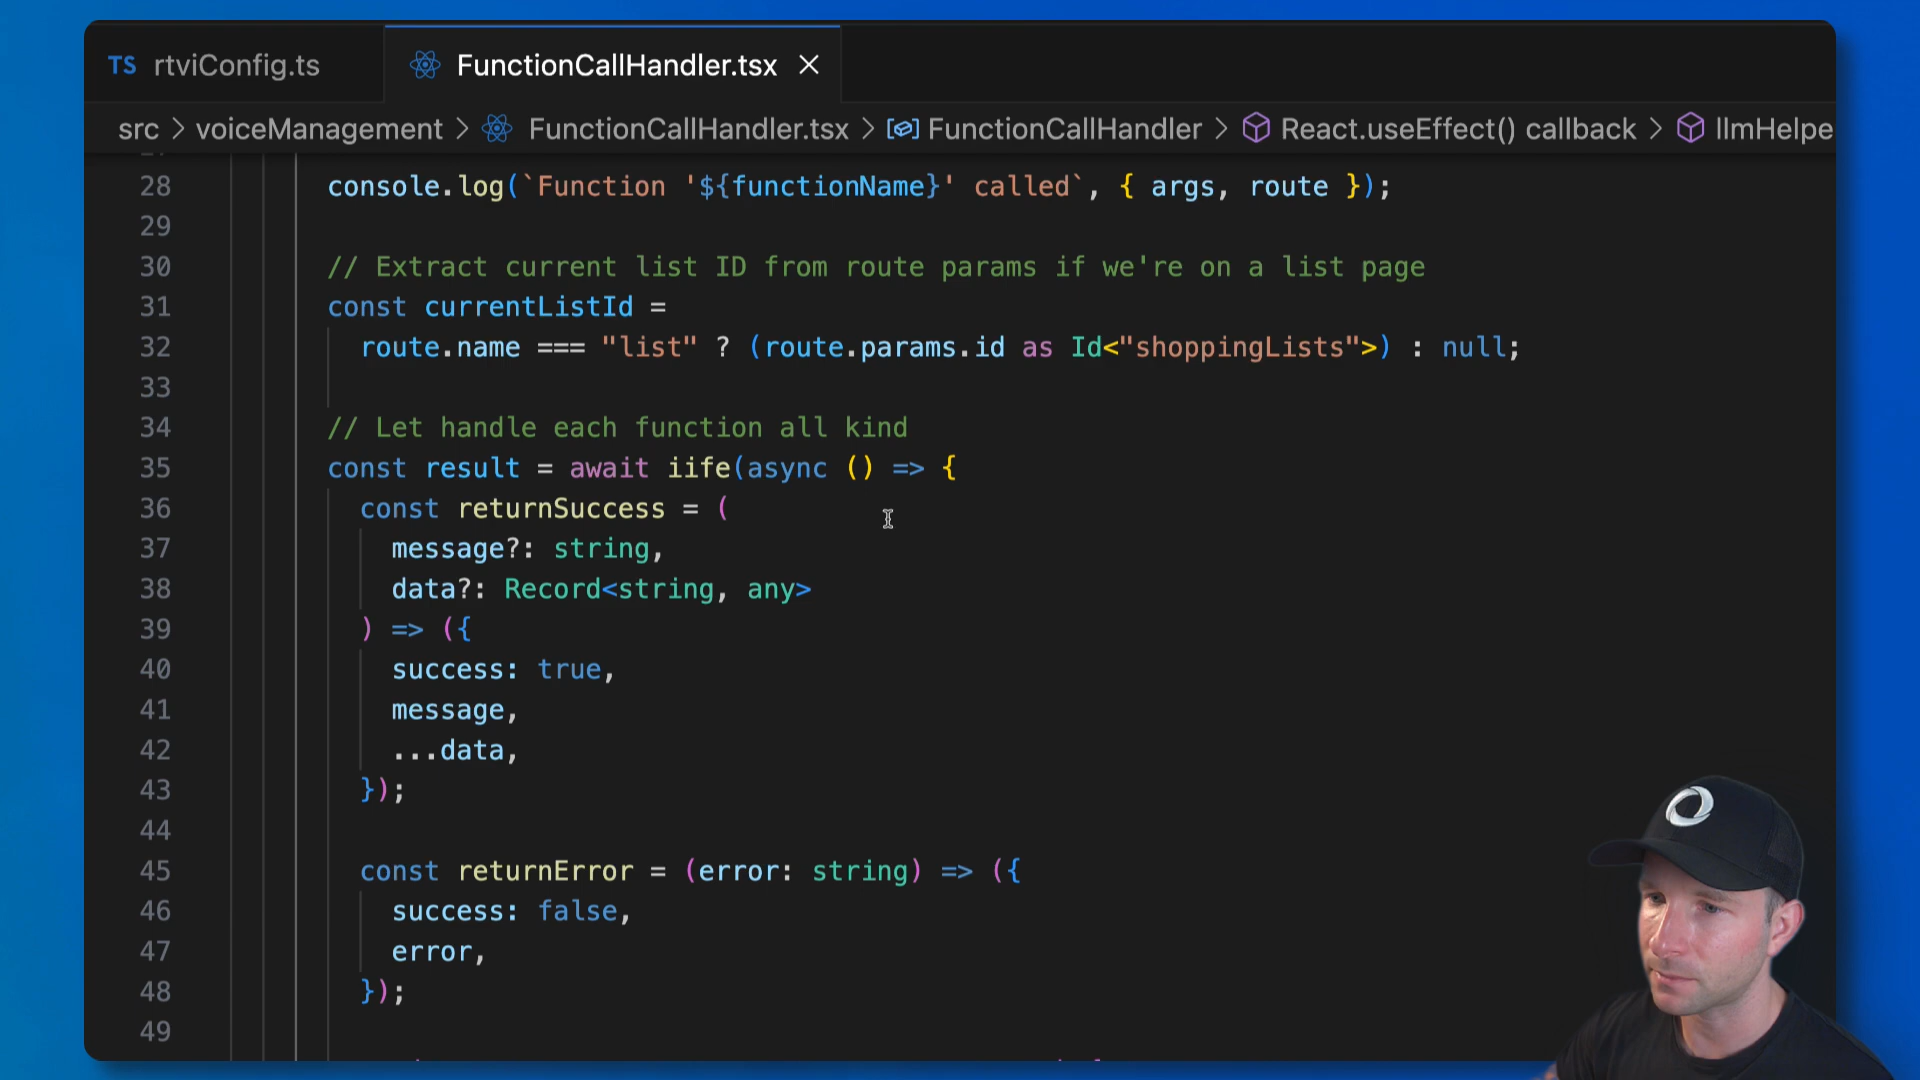 TS rtviConfig.ts FunctionCallHandler.tsx
src > voiceManagement > FunctionCallHandler.tsx > FunctionCallHandler > React.useEffect() callback > llmHelpe
28 console.log(`Function '${functionName}' called`, { args, route });
29
30 // Extract current list ID from route params if we're on a list page
31 const currentListId =
32 route.name === "list" ? (route.params.id as Id<"shoppingLists">) : null;
33
34 // Let handle each function all kind
35 const result = await iife(async () => {
36 const returnSuccess = (
37 message?: string,
38 data?: Record<string, any>
39 ) => ({
40 success: true,
41 message,
42 ...data,
43 });
44
45 const returnError = (error: string) => ({
46 success: false,
47 error,
48 });
49